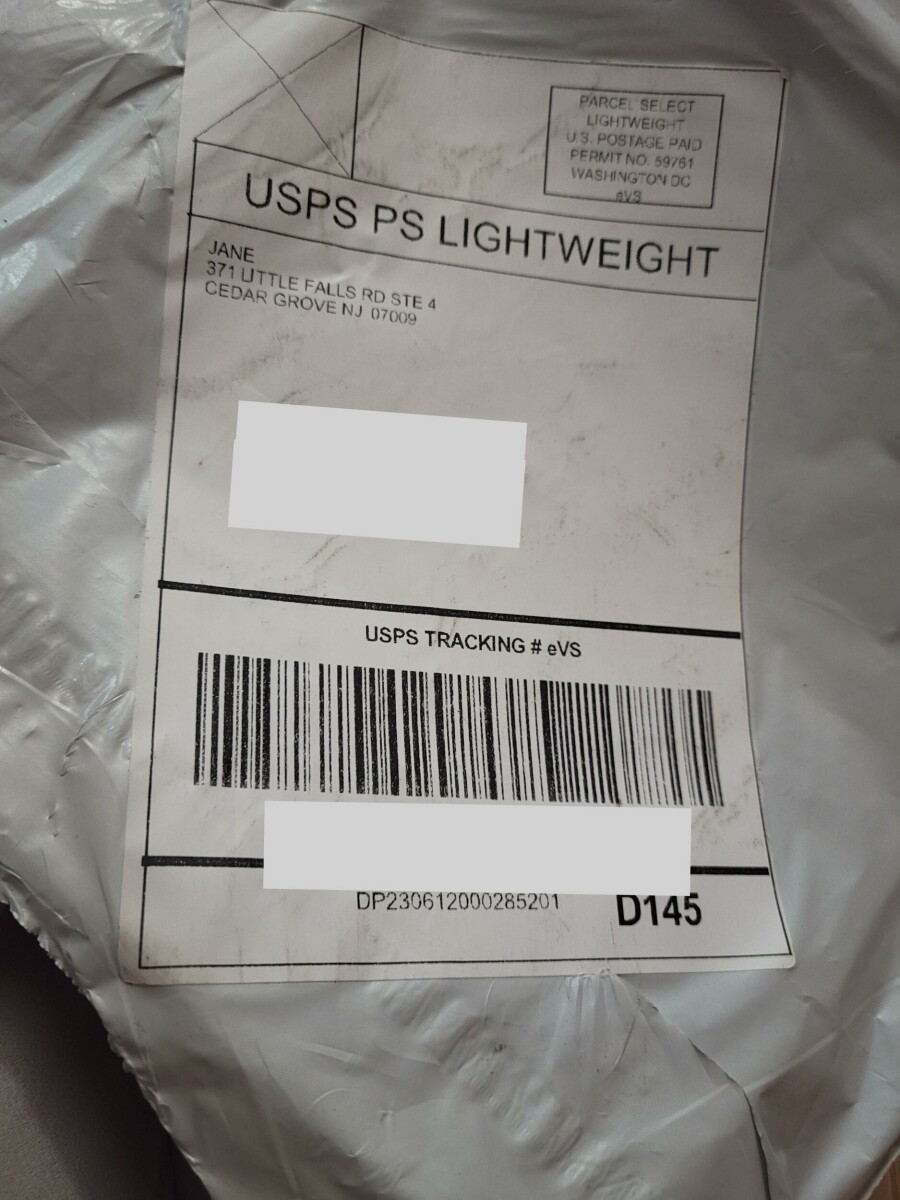 PARCEL SELECT
LIGHTWEIGHT
U.S. POSTAGE PAID
PERMIT NO. 59761
WASHINGTON DC
eVS
USPS PS LIGHTWEIGHT
JANE
371 LITTLE FALLS RD STE 4
CEDAR GROVE NJ 07009
USPS TRACKING # eVS
DP230612000285201
D145